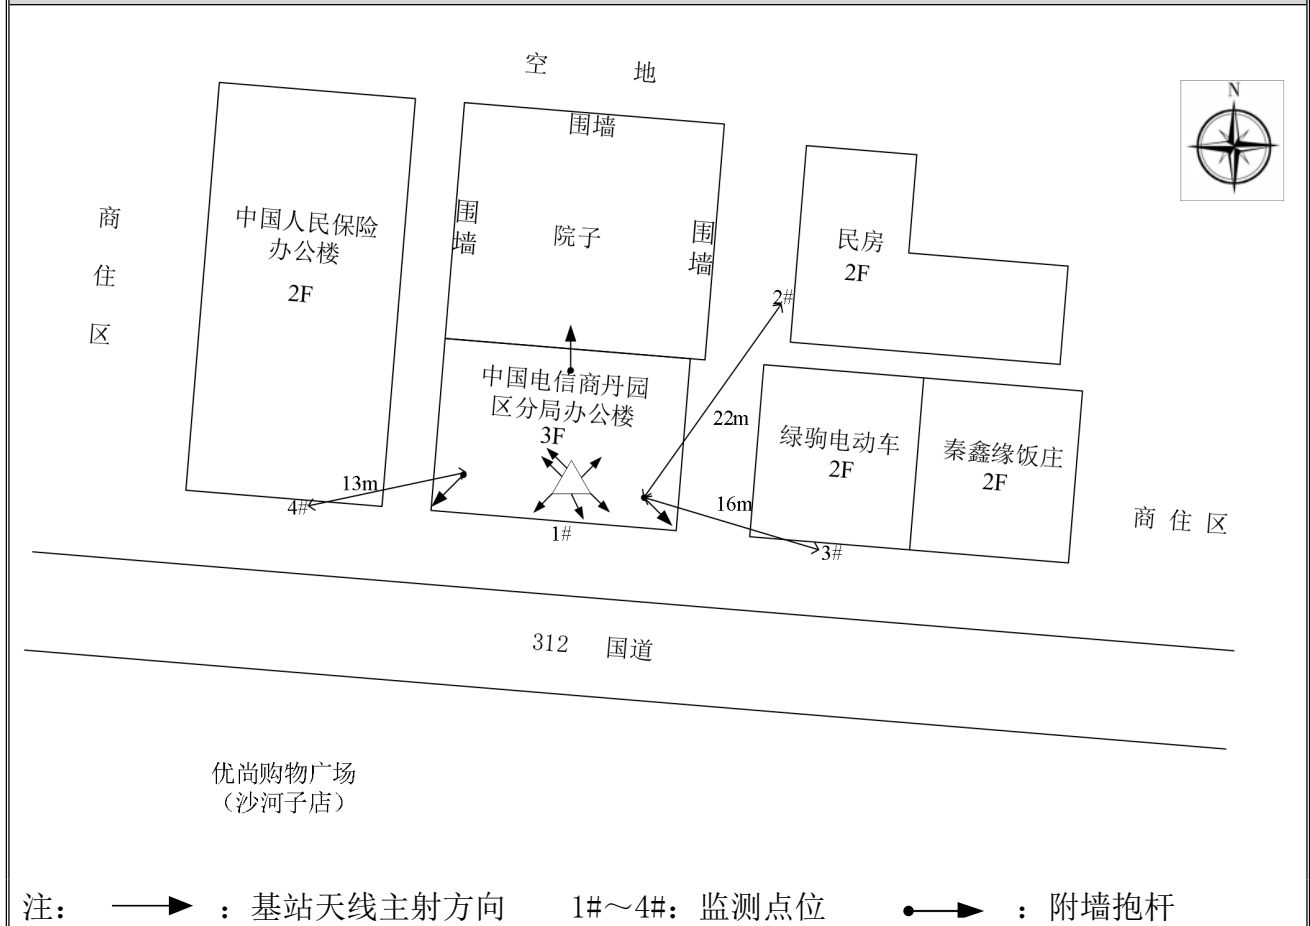 空 地
N
围墙
围墙
院子
围墙
中国人民保险
办公楼
2F
商住区
民房
2F
2#
中国电信商丹园
区分局办公楼
3F
22m
绿驹电动车
2F
秦鑫缘饭庄
2F
13m
4#
16m
1#
3#
商 住 区
312 国道
优尚购物广场
（沙河子店）
注： ：基站天线主射方向 1#～4#：监测点位 ：附墙抱杆